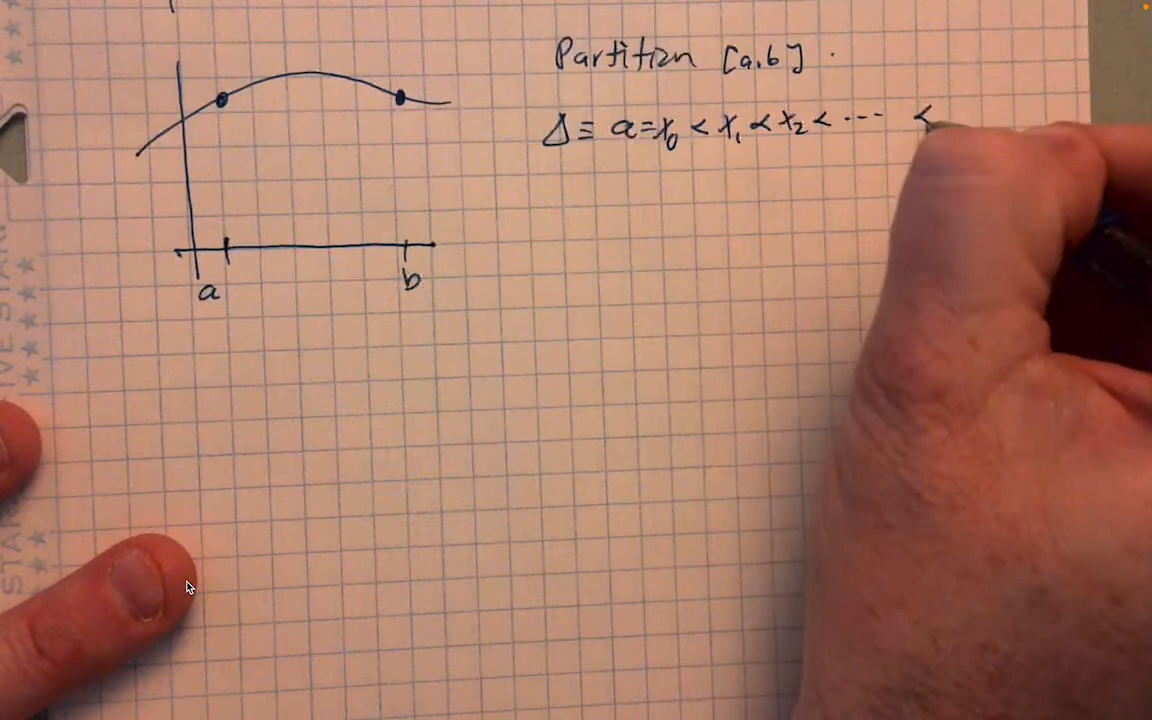 Partition [a,b].
Δ ≡ a=x₀ < x₁ < x₂ < ··· <
a
b